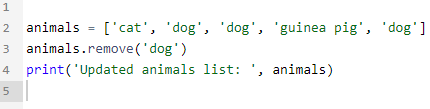 1
2 animals = ['cat', 'dog', 'dog', 'guinea pig', 'dog']
3 animals.remove('dog')
4 print('Updated animals list: ', animals)
5